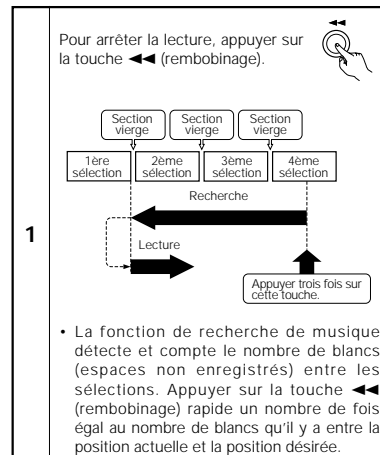 ◄◄
Pour arrêter la lecture, appuyer sur
la touche ◄◄ (rembobinage).
Section
vierge
Section
vierge
Section
vierge
1ère
sélection
2ème
sélection
3ème
sélection
4ème
sélection
Recherche
Lecture
1
Appuyer trois fois sur
cette touche.
• La fonction de recherche de musique
détecte et compte le nombre de blancs
(espaces non enregistrés) entre les
sélections. Appuyer sur la touche ◄◄
(rembobinage) rapide un nombre de fois
égal au nombre de blancs qu'il y a entre la
position actuelle et la position désirée.